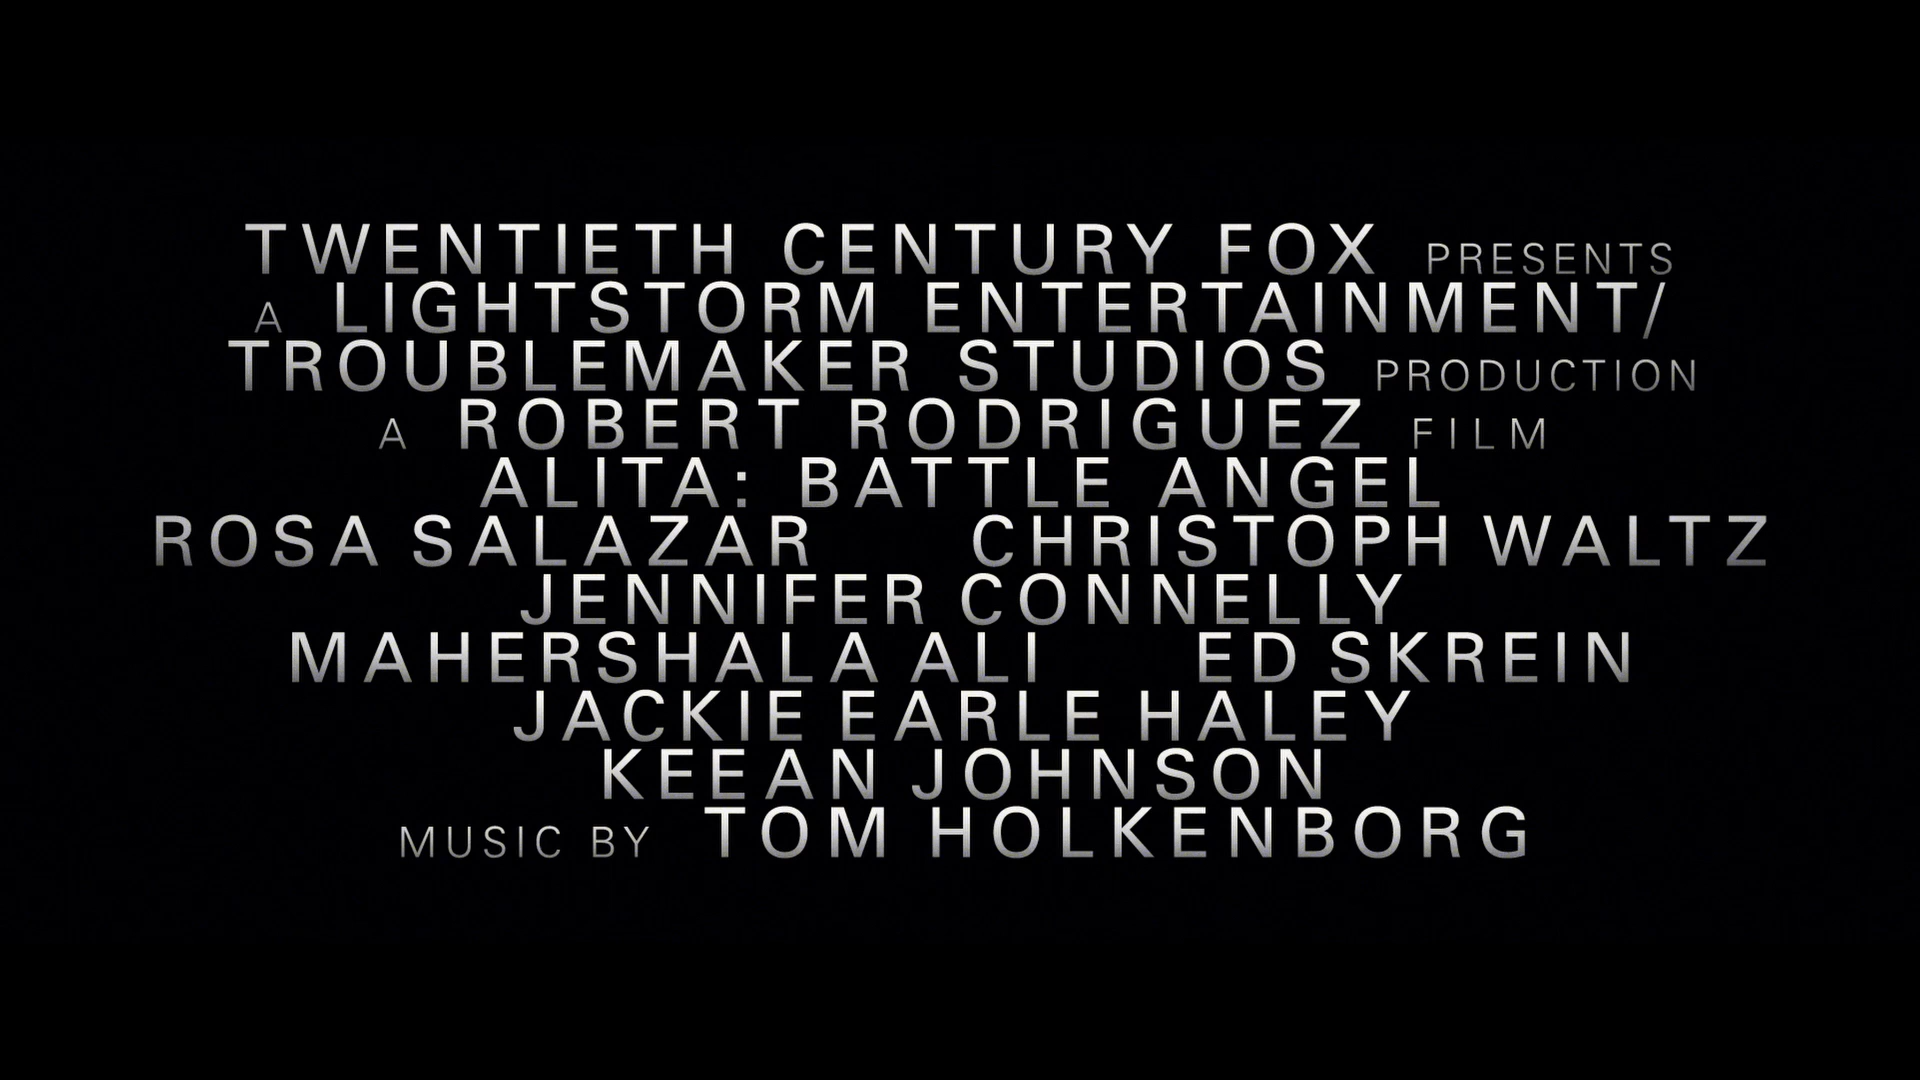 TWENTIETH CENTURY FOX PRESENTS
A LIGHTSTORM ENTERTAINMENT/
TROUBLEMAKER STUDIOS PRODUCTION
A ROBERT RODRIGUEZ FILM
ALITA: BATTLE ANGEL
ROSA SALAZAR CHRISTOPH WALTZ
JENNIFER CONNELLY
MAHERSHALA ALI ED SKREIN
JACKIE EARLE HALEY
KEEAN JOHNSON
MUSIC BY TOM HOLKENBORG